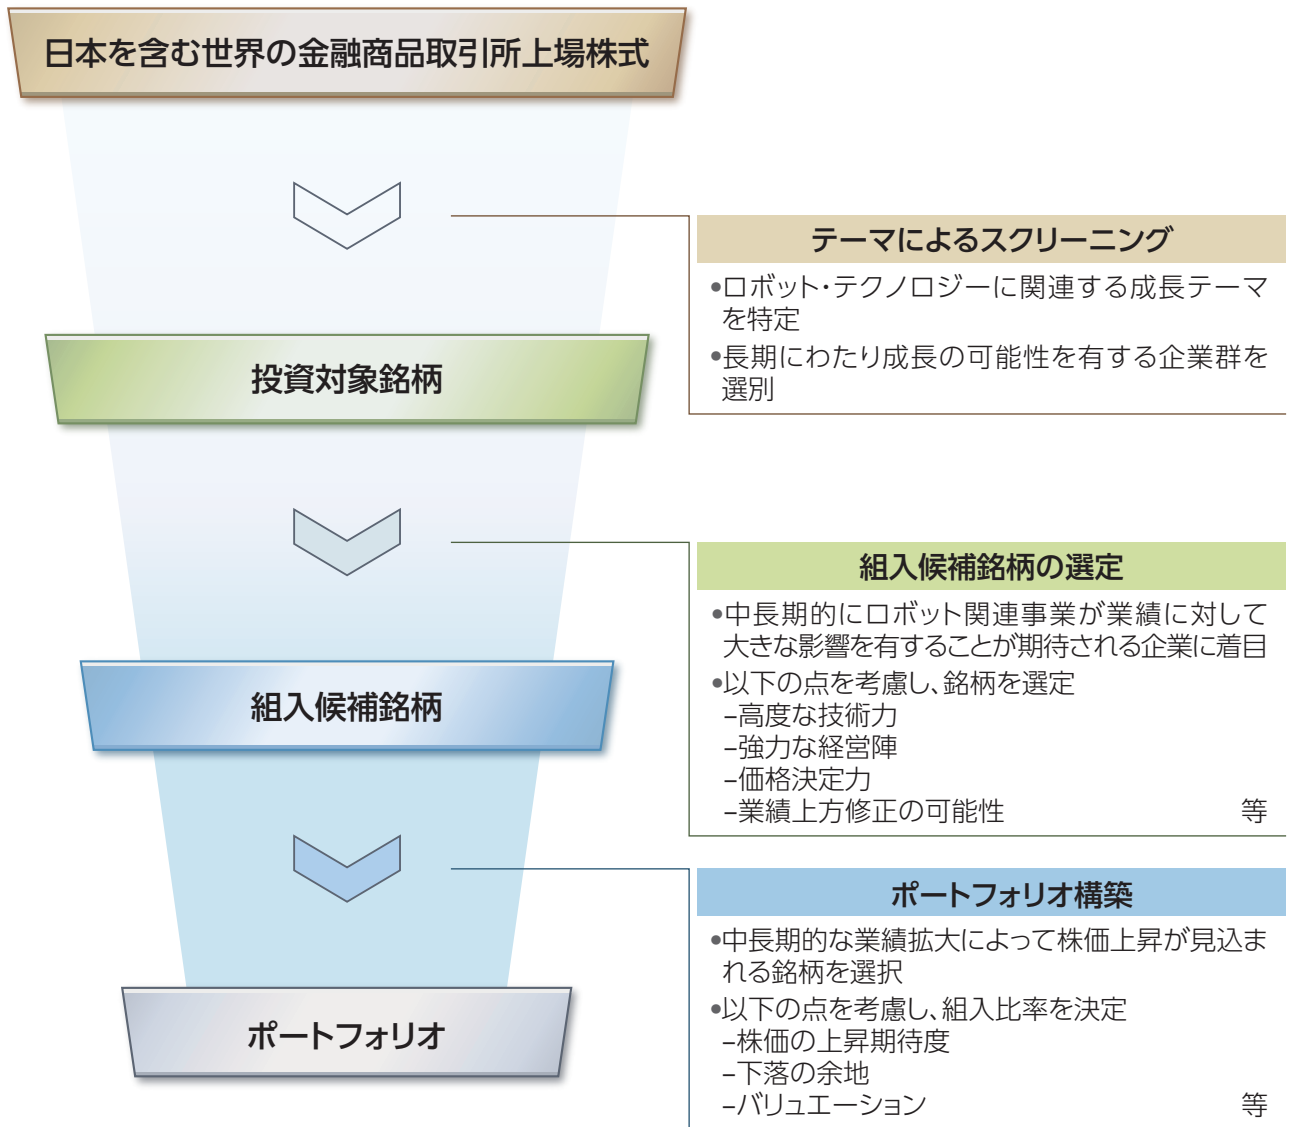 日本を含む世界の金融商品取引所上場株式
テーマによるスクリーニング
•ロボット・テクノロジーに関連する成長テーマ
を特定
•長期にわたり成長の可能性を有する企業群を
選別
投資対象銘柄
組入候補銘柄の選定
•中長期的にロボット関連事業が業績に対して
大きな影響を有することが期待される企業に着目
•以下の点を考慮し、銘柄を選定
–高度な技術力
–強力な経営陣
–価格決定力
–業績上方修正の可能性 等
組入候補銘柄
ポートフォリオ構築
•中長期的な業績拡大によって株価上昇が見込ま
れる銘柄を選択
•以下の点を考慮し、組入比率を決定
–株価の上昇期待度
–下落の余地
–バリュエーション 等
ポートフォリオ